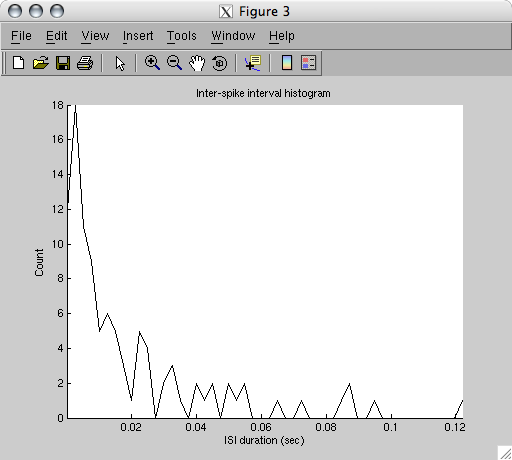 Figure 3
File Edit View Insert Tools Window Help
Inter-spike interval histogram
18
16
14
12
10
8
6
4
2
0
Count
0.02 0.04 0.06 0.08 0.1 0.12
ISI duration (sec)